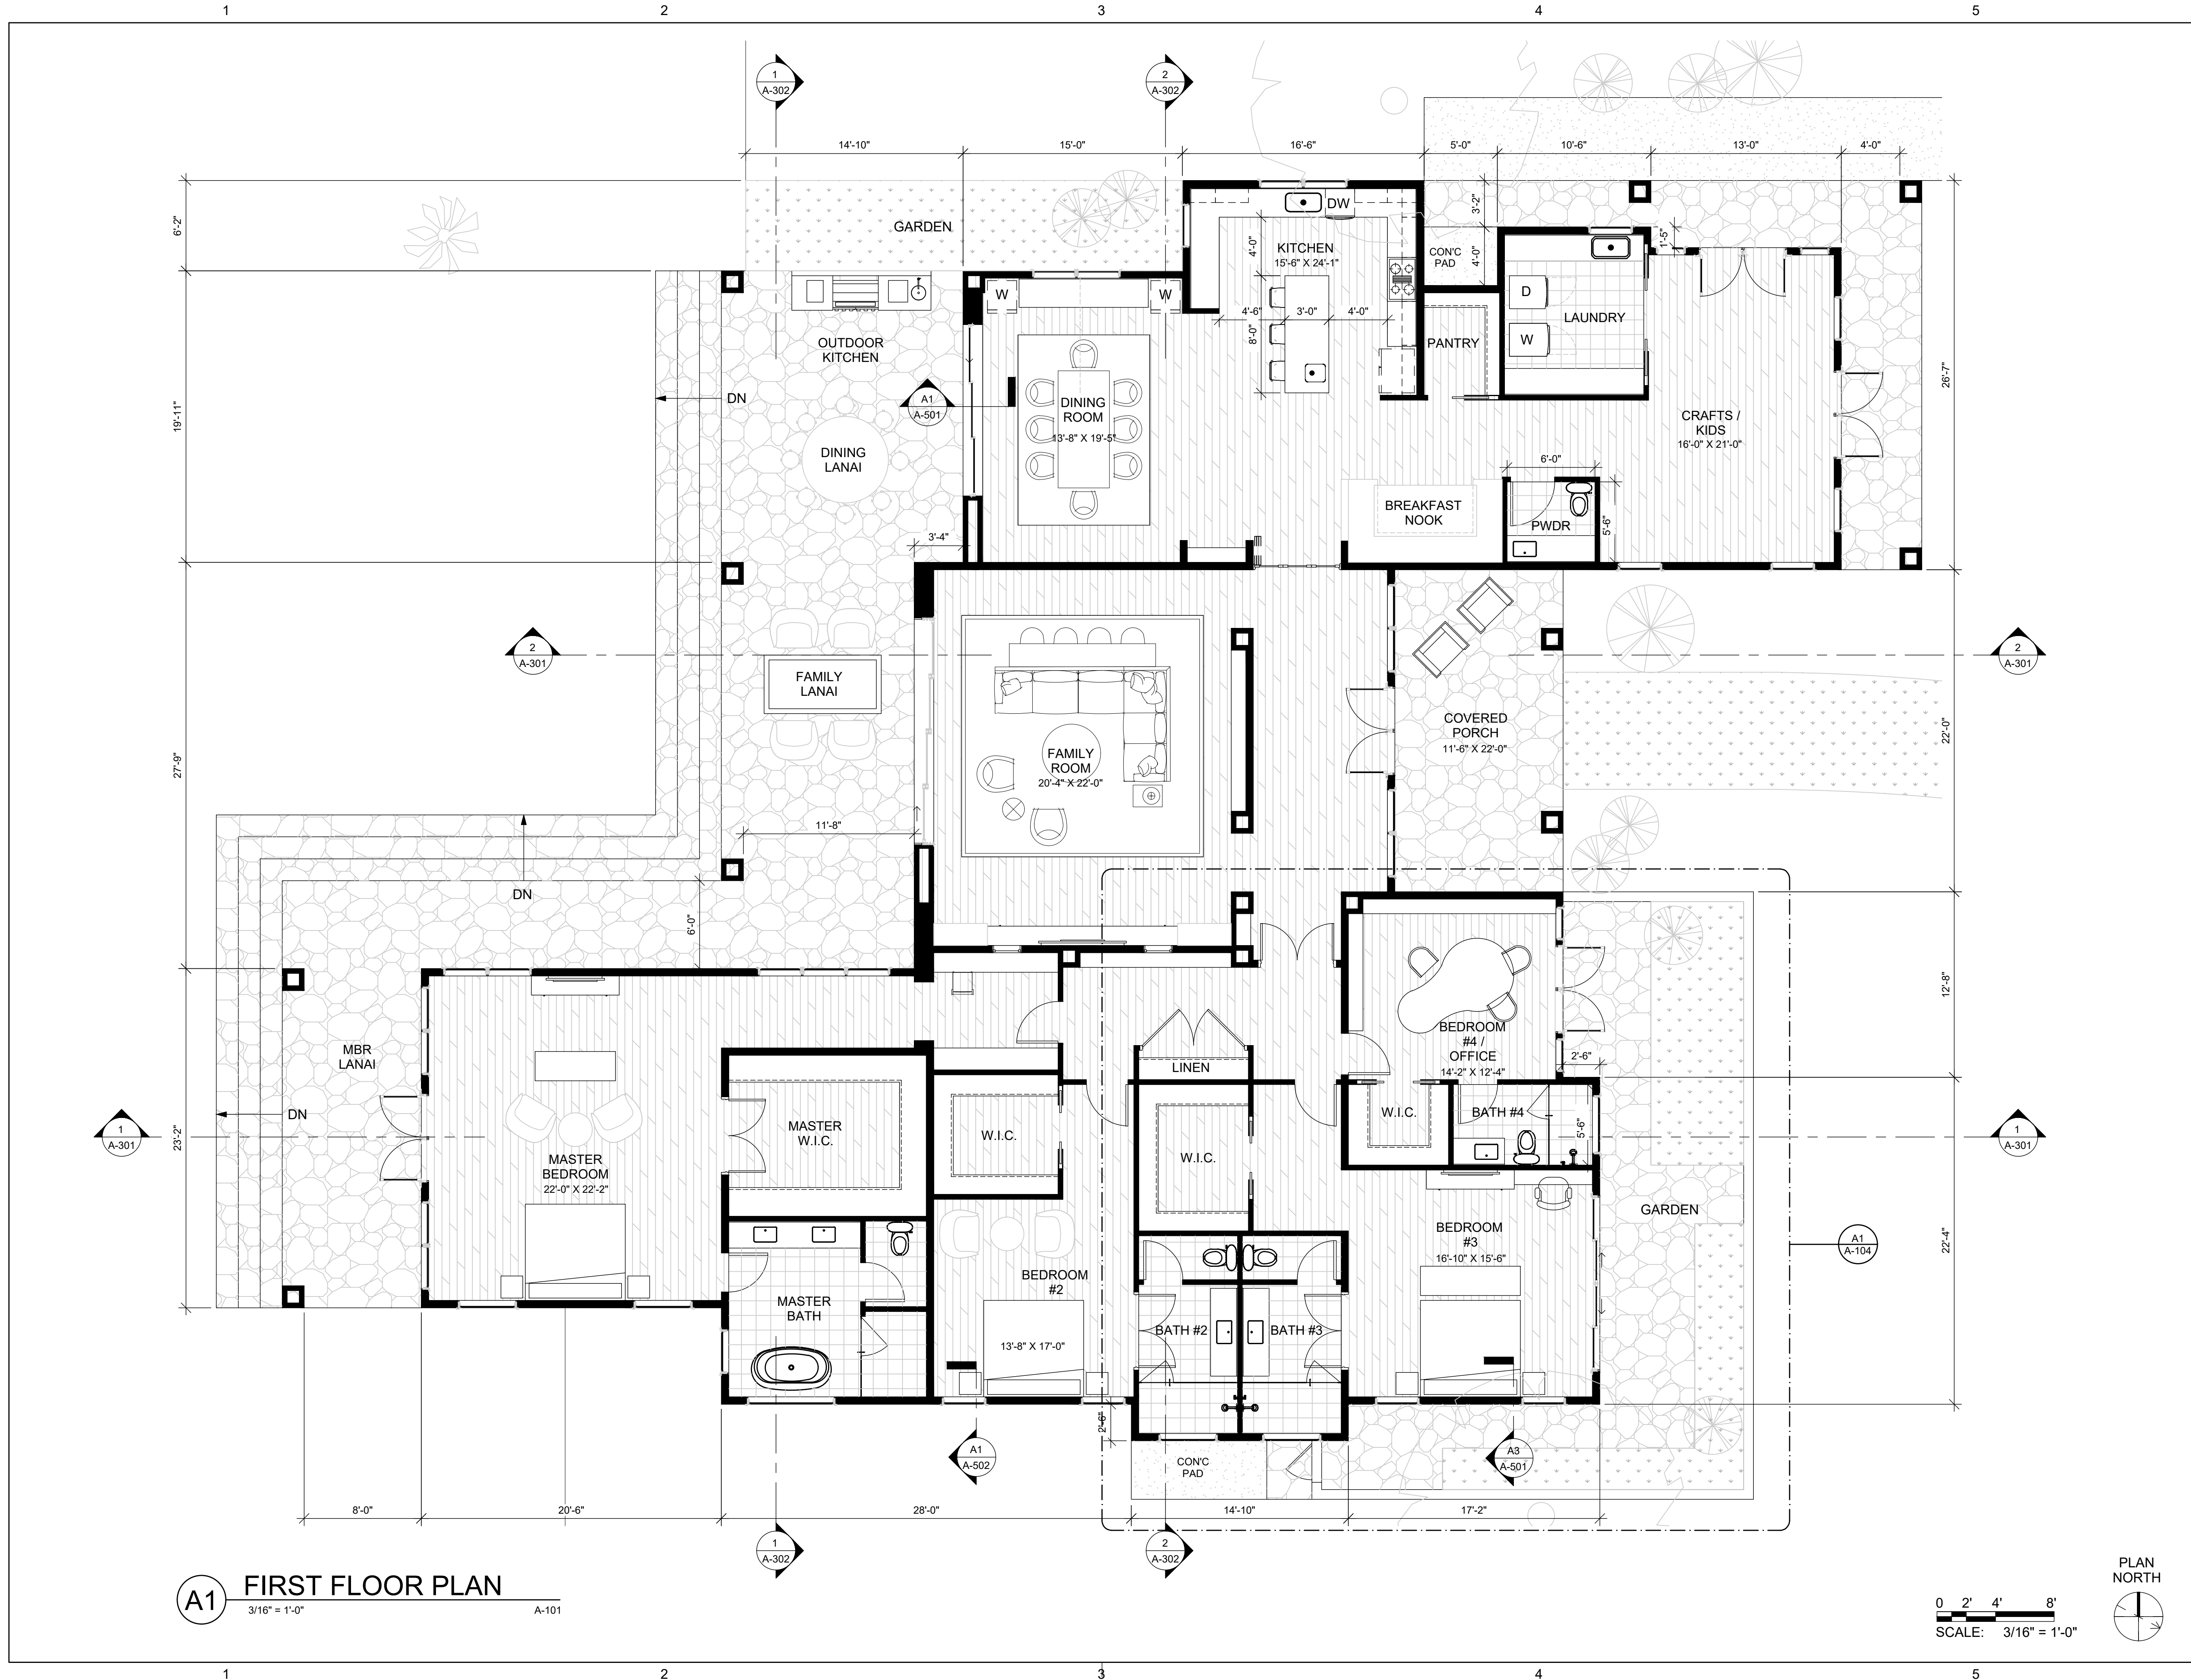 1 2 3 4 5
1
A-302
2
A-302
14'-10" 15'-0" 16'-6" 5'-0" 10'-6" 13'-0" 4'-0"
6'-2"
GARDEN
DW
KITCHEN
15'-6" X 24'-1"
4'-0"
3'-2"
CON'C
PAD
4'-0"
1'-5"
W
W
D
W
LAUNDRY
4'-6" 3'-0" 4'-0"
8'-0"
PANTRY
OUTDOOR
KITCHEN
DN
A1
A-501
DINING
ROOM
13'-8" X 19'-5"
19'-11"
26'-7"
CRAFTS /
KIDS
16'-0" X 21'-0"
DINING
LANAI
6'-0"
BREAKFAST
NOOK
PWDR
5'-6"
3'-4"
2
A-301
2
A-301
FAMILY
LANAI
COVERED
PORCH
11'-6" X 22'-0"
22'-0"
FAMILY
ROOM
20'-4" X 22'-0"
27'-9"
11'-8"
DN
6'-0"
12'-8"
BEDROOM
#4 /
OFFICE
14'-2" X 12'-4"
2'-6"
MBR
LANAI
LINEN
DN
1
A-301
23'-2"
MASTER
W.I.C.
W.I.C.
W.I.C.
W.I.C.
BATH #4
5'-6"
1
A-301
MASTER
BEDROOM
22'-0" X 22'-2"
GARDEN
BEDROOM
#3
16'-10" X 15'-6"
A1
A-104
22'-4"
BEDROOM
#2
13'-8" X 17'-0"
MASTER
BATH
BATH #2
BATH #3
2'-6"
A1
A-502
CON'C
PAD
A3
A-501
8'-0" 20'-6" 28'-0" 14'-10" 17'-2"
1
A-302
2
A-302
A1
FIRST FLOOR PLAN
3/16" = 1'-0" A-101
PLAN
NORTH
0 2' 4' 8'
SCALE: 3/16" = 1'-0"
1 2 3 4 5